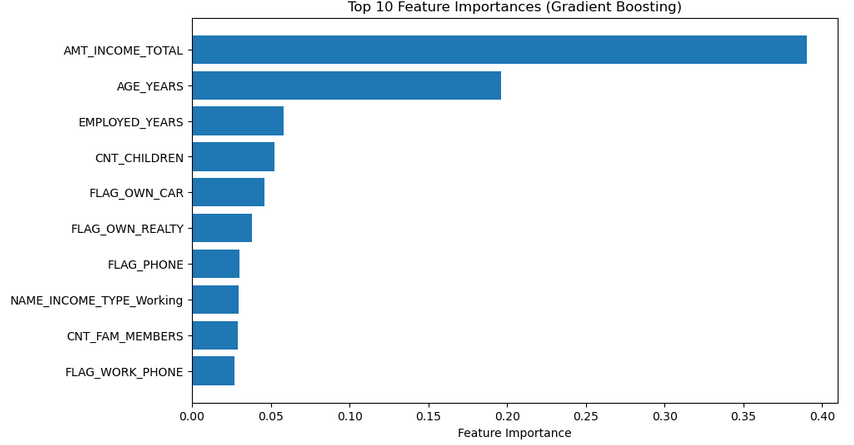 Top 10 Feature Importances (Gradient Boosting)
AMT_INCOME_TOTAL
AGE_YEARS
EMPLOYED_YEARS
CNT_CHILDREN
FLAG_OWN_CAR
FLAG_OWN_REALTY
FLAG_PHONE
NAME_INCOME_TYPE_Working
CNT_FAM_MEMBERS
FLAG_WORK_PHONE
0.00 0.05 0.10 0.15 0.20 0.25 0.30 0.35 0.40
Feature Importance